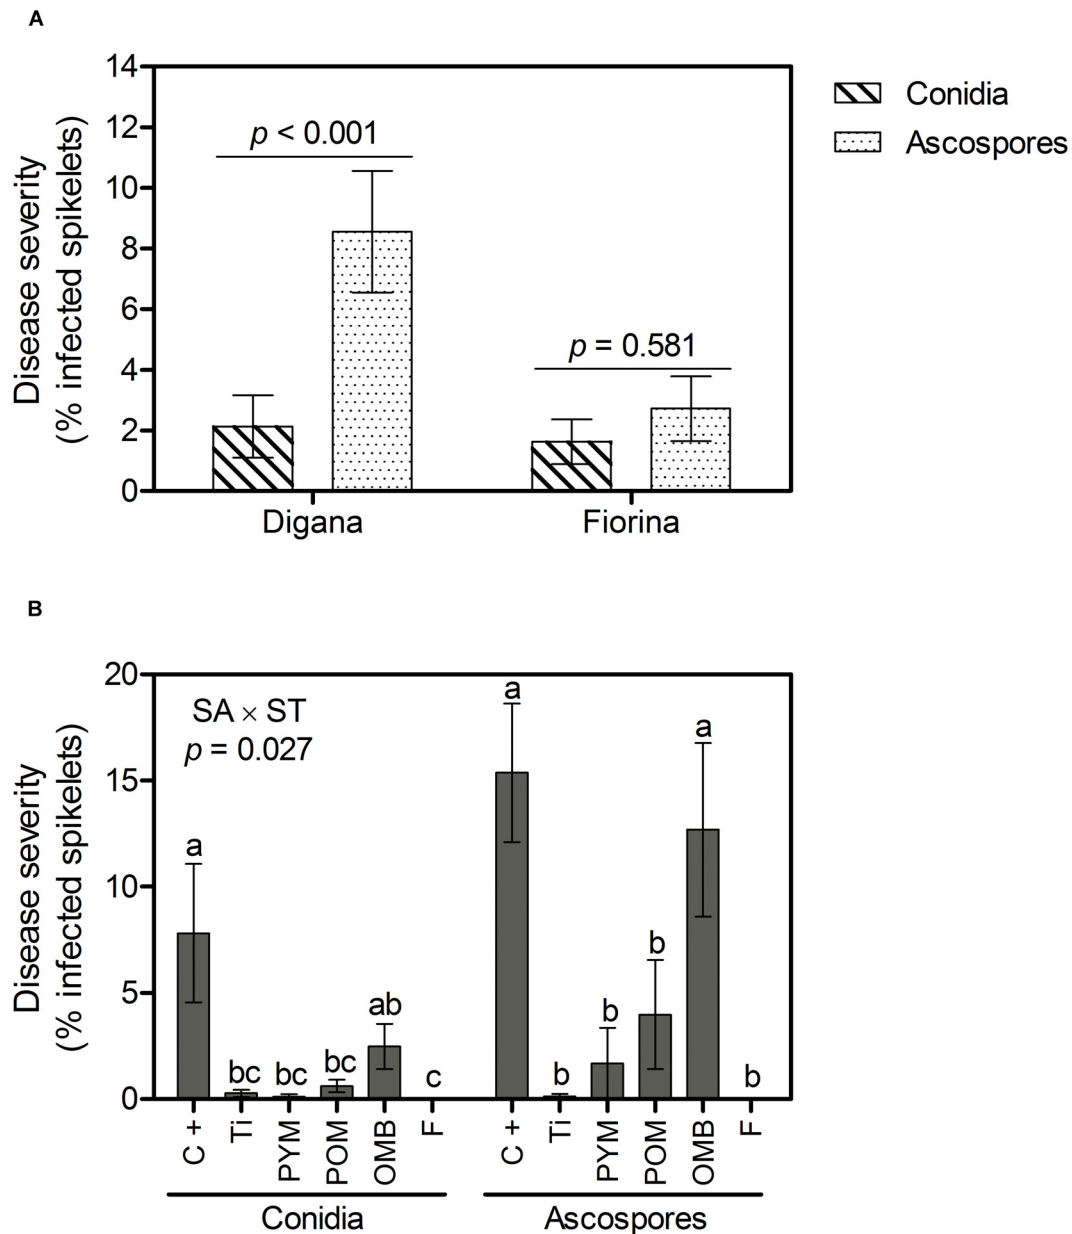 A
14
12
10
8
6
4
2
0
Disease severity
(% infected spikelets)
p < 0.001
p = 0.581
Digana
Fiorina
Conidia
Ascospores
B
20
15
10
5
0
Disease severity
(% infected spikelets)
SA × ST
p = 0.027
a
bc
bc
bc
ab
c
a
b
b
b
a
b
C +
Ti
PYM
POM
OMB
F
C +
Ti
PYM
POM
OMB
F
Conidia
Ascospores